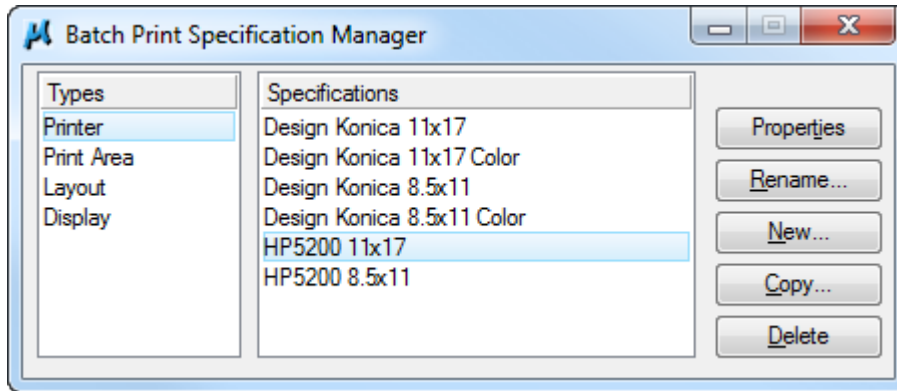 Batch Print Specification Manager
Types
Printer
Print Area
Layout
Display
Specifications
Design Konica 11x17
Design Konica 11x17 Color
Design Konica 8.5x11
Design Konica 8.5x11 Color
HP5200 11x17
HP5200 8.5x11
Properties
Rename...
New...
Copy...
Delete